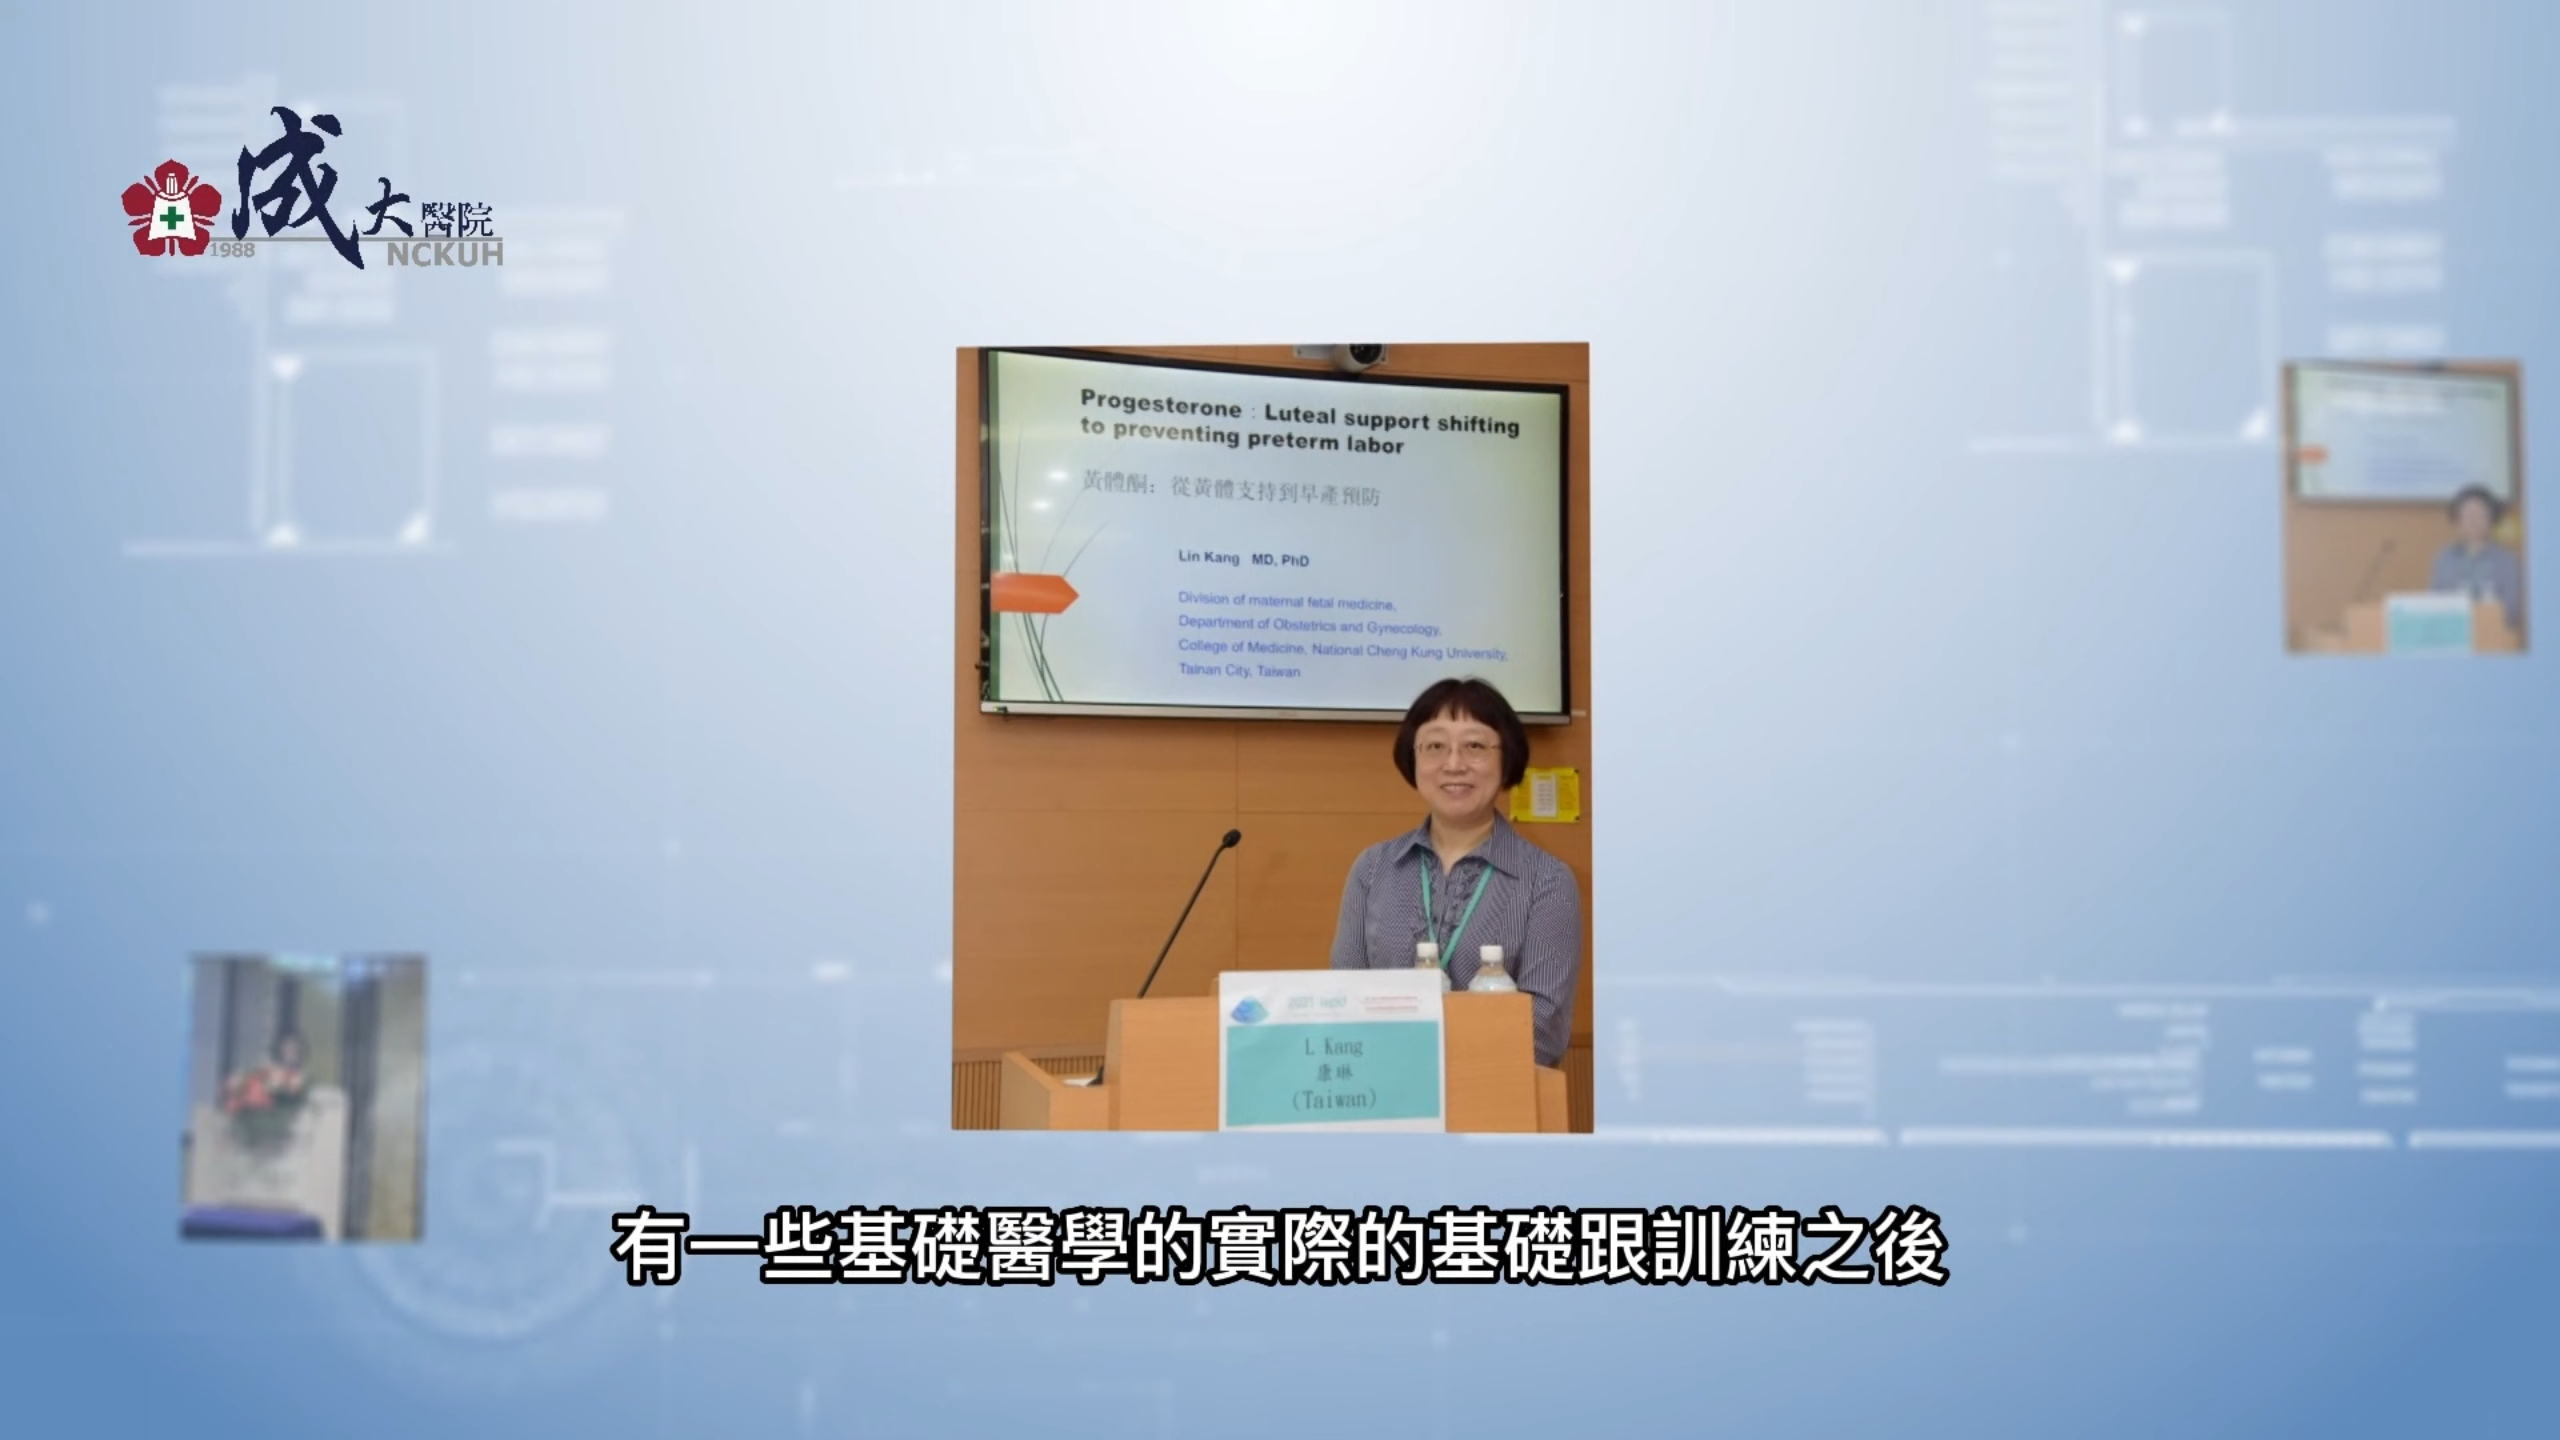 成大醫院
1988
NCKUH
Progesterone : Luteal support shifting
to preventing preterm labor
黃體酮：從黃體支持到早產預防
Lin Kang MD, PhD
Division of maternal fetal medicine,
Department of Obstetrics and Gynecology,
College of Medicine, National Cheng Kung University,
Tainan City, Taiwan
L Kang
康琳
(Taiwan)
有一些基礎醫學的實際的基礎跟訓練之後